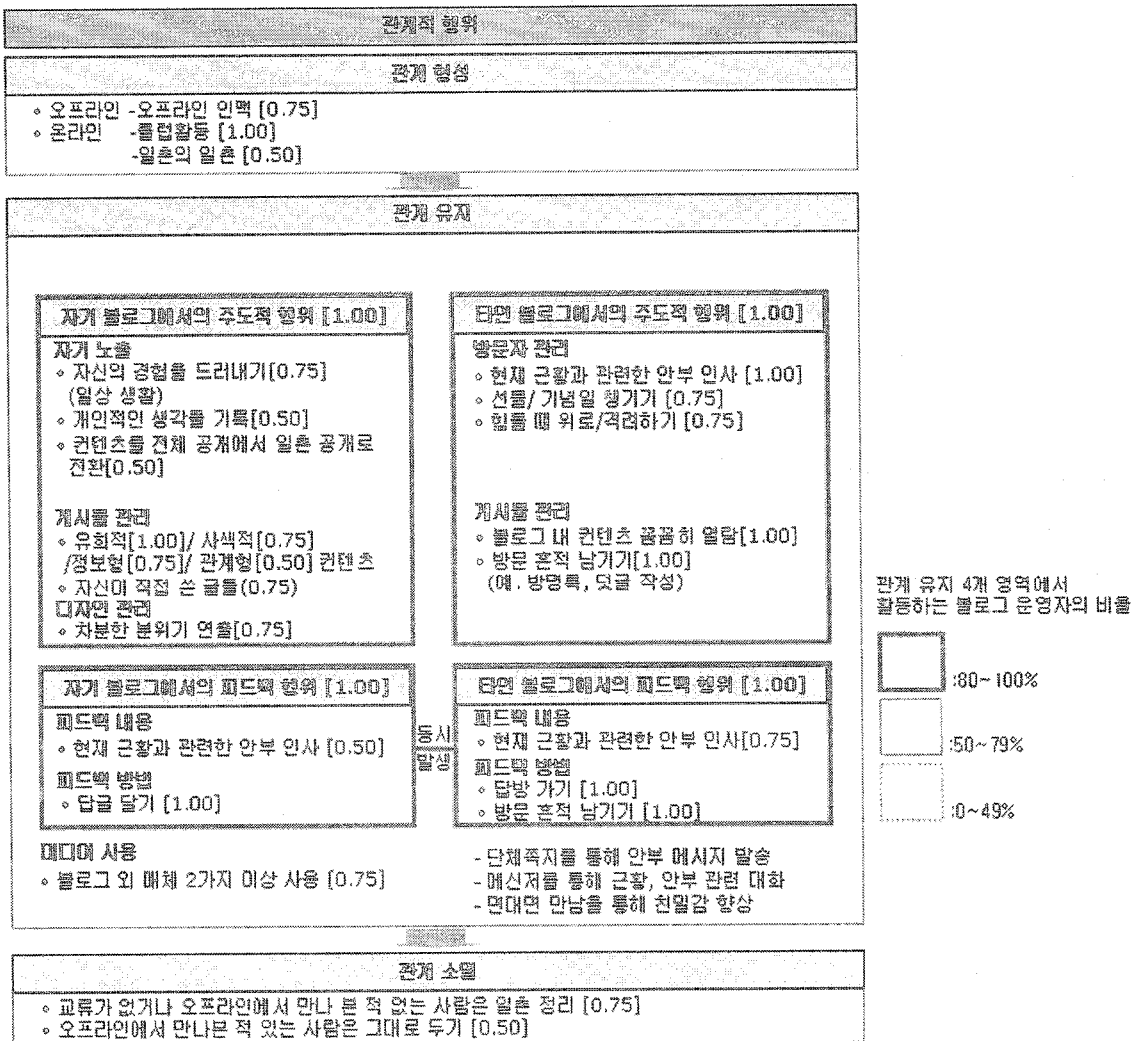 관계적 행위
관계 형성
◦ 오프라인 -오프라인 인맥 [0.75]
◦ 온라인 -클럽활동 [1.00]
-일촌의 일촌 [0.50]
관계 유지
자기 블로그에서의 주도적 행위 [1.00]
자기 노출
◦ 자신의 경험을 드러내기[0.75]
(일상 생활)
◦ 개인적인 생각들 기록[0.50]
◦ 컨텐츠를 전체 공개에서 일촌 공개로
전환[0.50]
게시물 관리
◦ 유희적[1.00]/ 사색적[0.75]
/정보형[0.75]/ 관계형[0.50] 컨텐츠
◦ 자신이 직접 쓴 글들(0.75)
디자인 관리
◦ 차분한 분위기 연출[0.75]
타인 블로그에서의 주도적 행위 [1.00]
방문자 관리
◦ 현재 근황과 관련한 안부 인사 [1.00]
◦ 선물/ 기념일 챙기기 [0.75]
◦ 힘들 때 위로/격려하기 [0.75]
게시물 관리
◦ 블로그 내 컨텐츠 꼼꼼히 열람[1.00]
◦ 방문 흔적 남기기[1.00]
(예. 방명록, 덧글 작성)
자기 블로그에서의 피드백 행위 [1.00]
피드백 내용
◦ 현재 근황과 관련한 안부 인사 [0.50]
피드백 방법
◦ 답글 달기 [1.00]
동시
발생
타인 블로그에서의 피드백 행위 [1.00]
피드백 내용
◦ 현재 근황과 관련한 안부 인사[0.75]
피드백 방법
◦ 답방 가기 [1.00]
◦ 방문 흔적 남기기 [1.00]
미디어 사용
◦ 블로그 외 매체 2가지 이상 사용 [0.75]
- 단체쪽지를 통해 안부 메시지 발송
- 메신저를 통해 근황, 안부 관련 대화
- 면대면 만남을 통해 친밀감 향상
관계 유지 4개 영역에서
활동하는 블로그 운영자의 비율
:80~100%
:50~79%
:0~49%
관계 소멸
◦ 교류가 없거나 오프라인에서 만나 본 적 없는 사람은 일촌 정리 [0.75]
◦ 오프라인에서 만나본 적 있는 사람은 그대로 두기 [0.50]